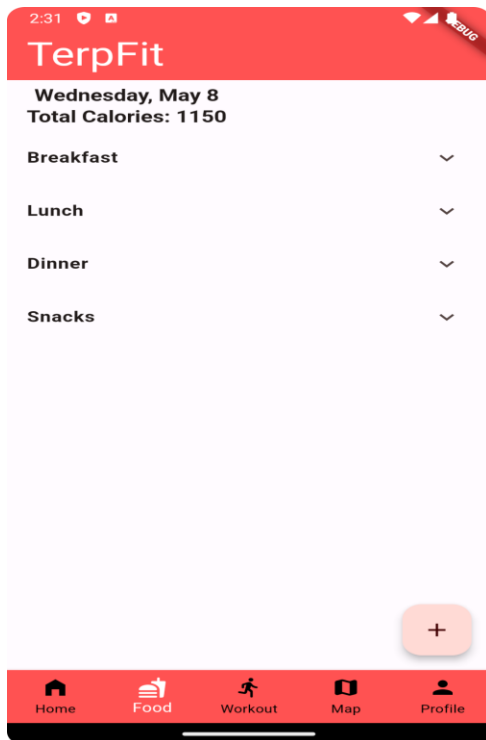 2:31
DEBUG
TerpFit
Wednesday, May 8
Total Calories: 1150
Breakfast
Lunch
Dinner
Snacks
+
Home Food Workout Map Profile